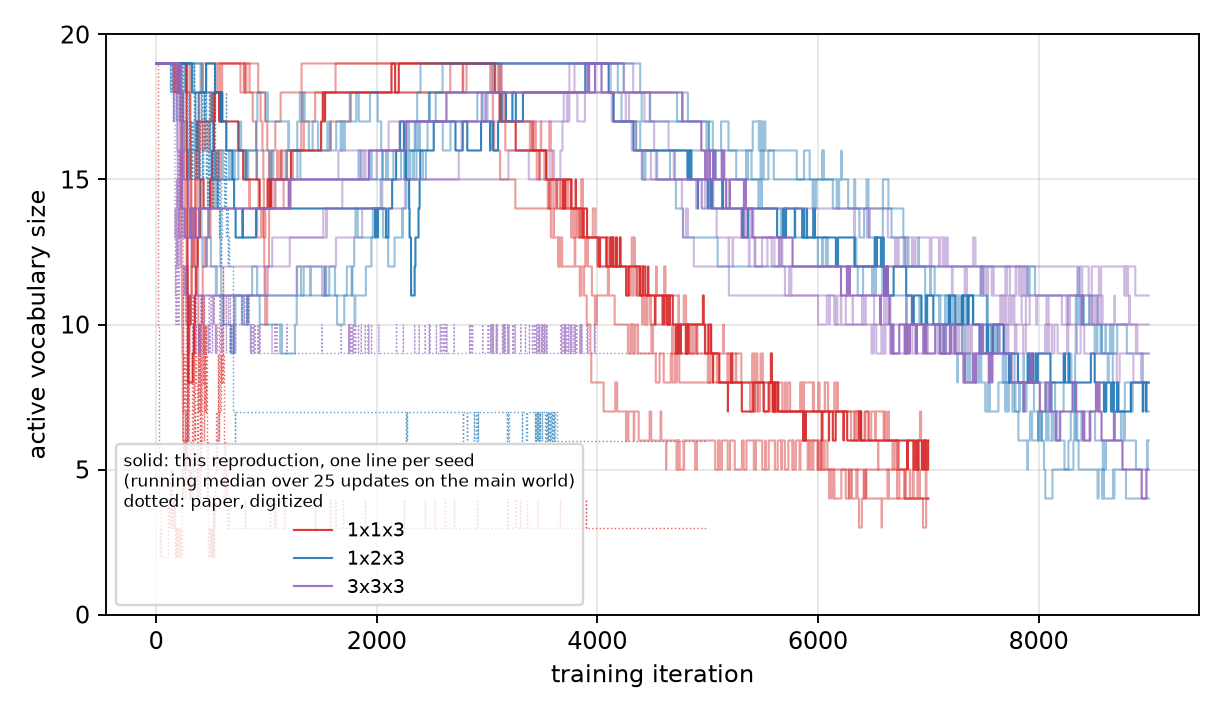 20
15
10
5
0
active vocabulary size
solid: this reproduction, one line per seed
(running median over 25 updates on the main world)
dotted: paper, digitized
1x1x3
1x2x3
3x3x3
0 2000 4000 6000 8000
training iteration